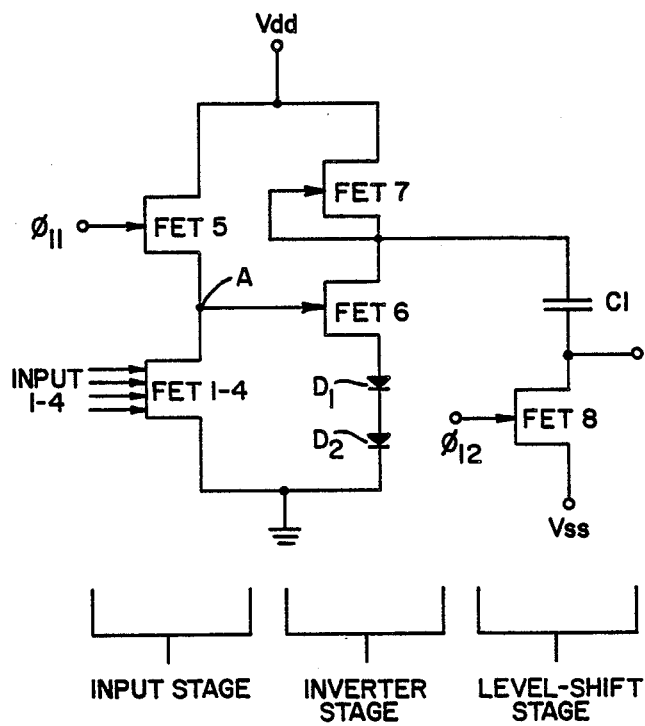 Vdd
FET 7
Ø11
FET 5
A
FET 6
C1
INPUT
1-4
FET 1-4
D1
D2
FET 8
Ø12
Vss
INPUT STAGE
INVERTER
STAGE
LEVEL-SHIFT
STAGE